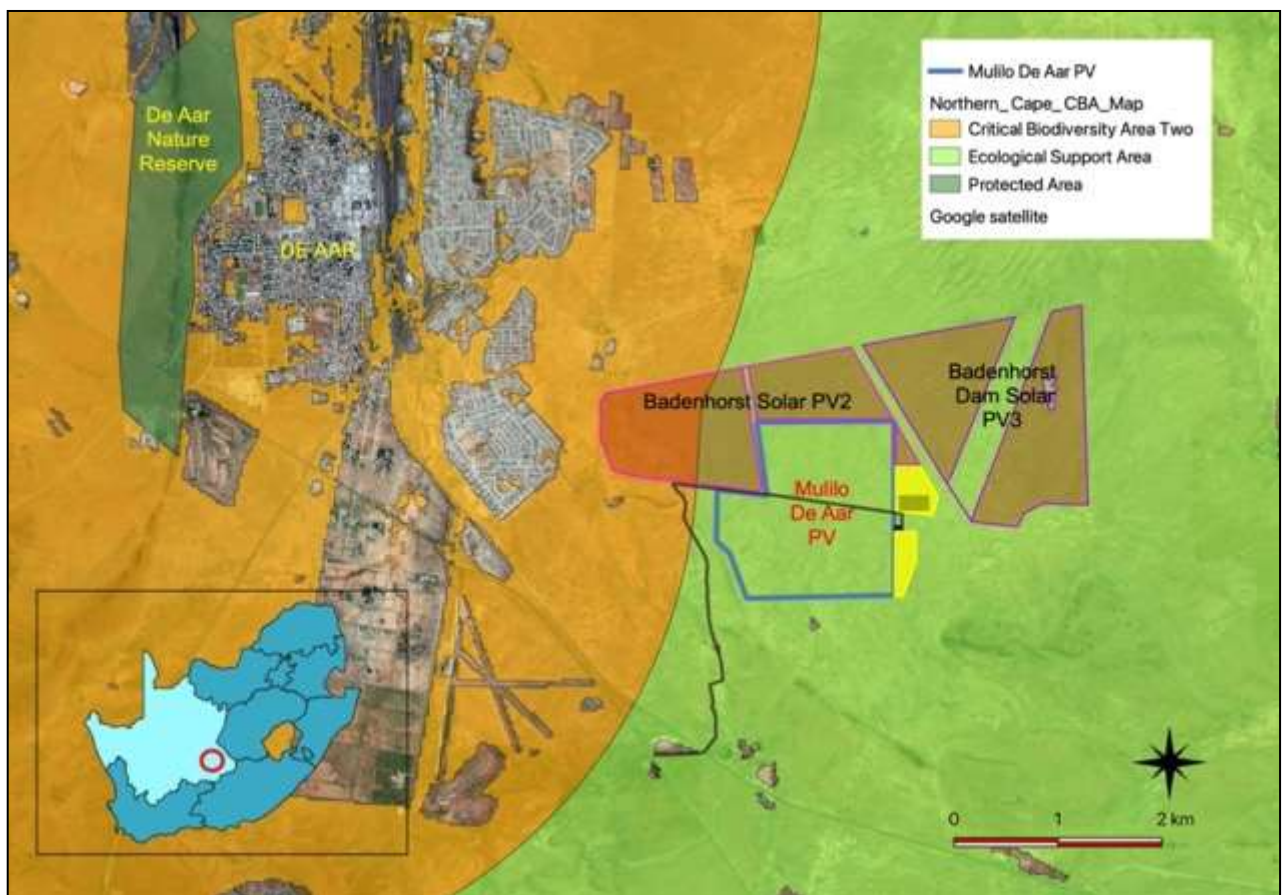 Mulilo De Aar PV
Northern_Cape_CBA_Map
Critical Biodiversity Area Two
Ecological Support Area
Protected Area
Google satellite
De Aar
Nature
Reserve
DE AAR
Badenhorst Solar PV2
Badenhorst
Dam Solar
PV3
Mulilo
De Aar
PV
0 1 2 km